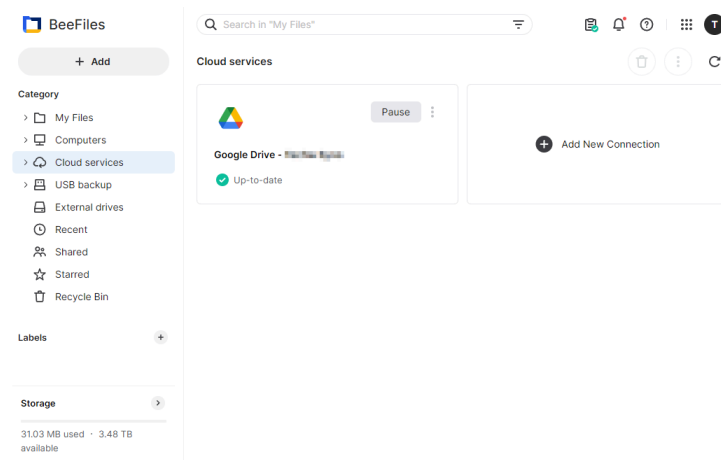 BeeFiles
Search in "My Files"
T
+ Add
Category
My Files
Computers
Cloud services
USB backup
External drives
Recent
Shared
Starred
Recycle Bin
Labels
Storage
31.03 MB used · 3.48 TB
available
Cloud services
Pause
Google Drive -
Up-to-date
Add New Connection